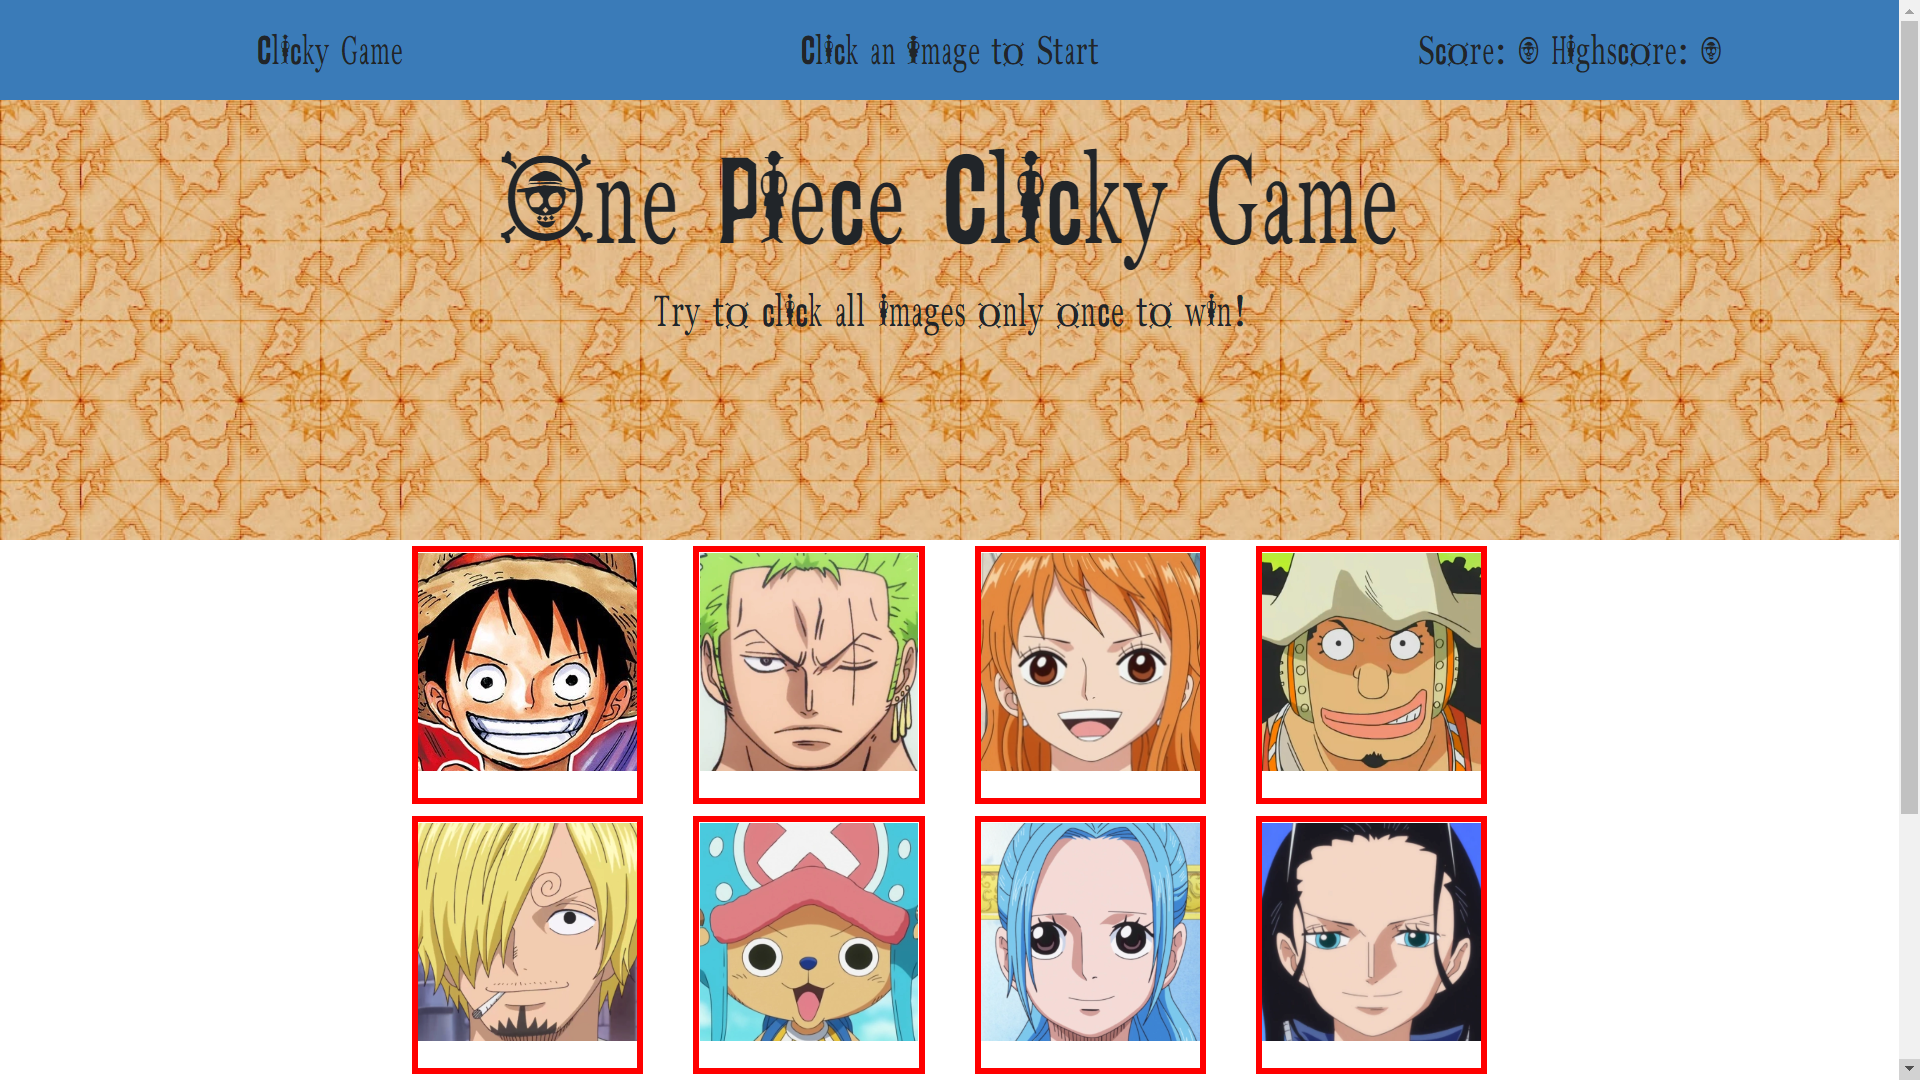 Clicky Game
Click an Image to Start
Score: 0 Highscore: 0
One Piece Clicky Game
Try to click all images only once to win!